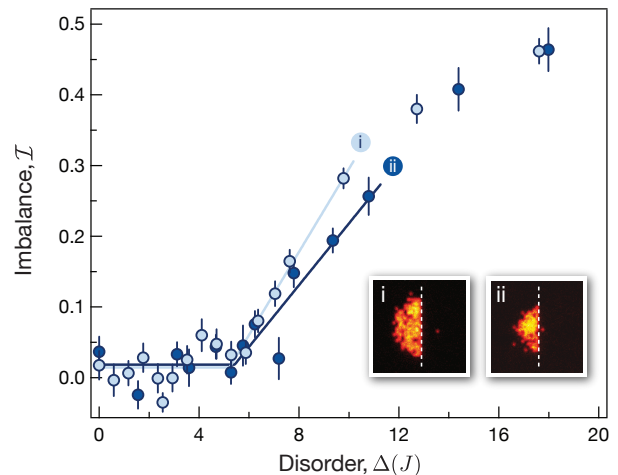 0.5
0.4
0.3
0.2
0.1
0.0
Imbalance, ℐ
i
ii
i
ii
0 4 8 12 16 20
Disorder, Δ(J)